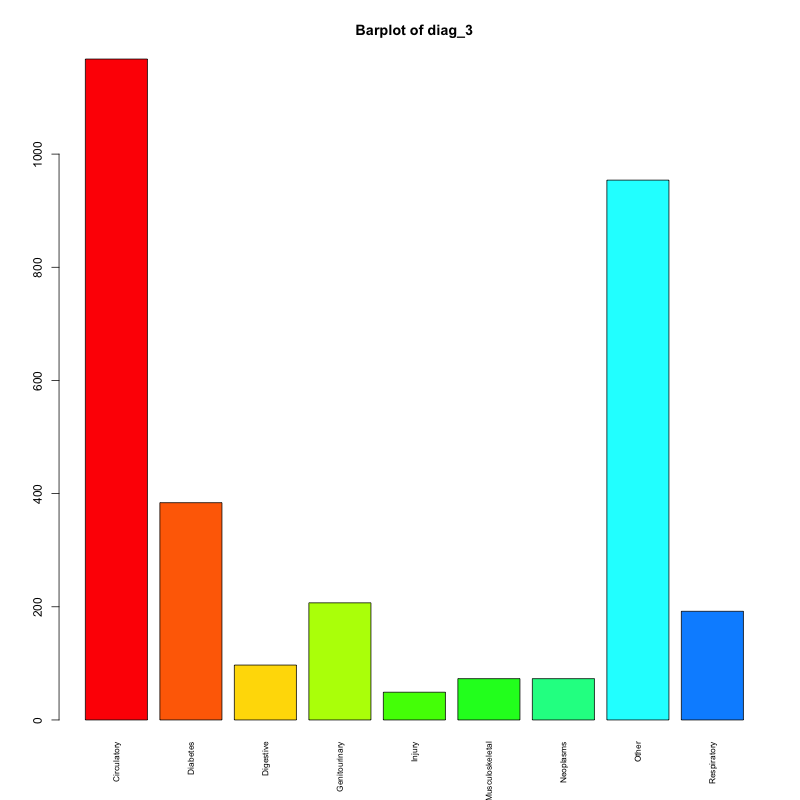 Barplot of diag_3
1000
800
600
400
200
0
Circulatory
Diabetes
Digestive
Genitourinary
Injury
Musculoskeletal
Neoplasms
Other
Respiratory